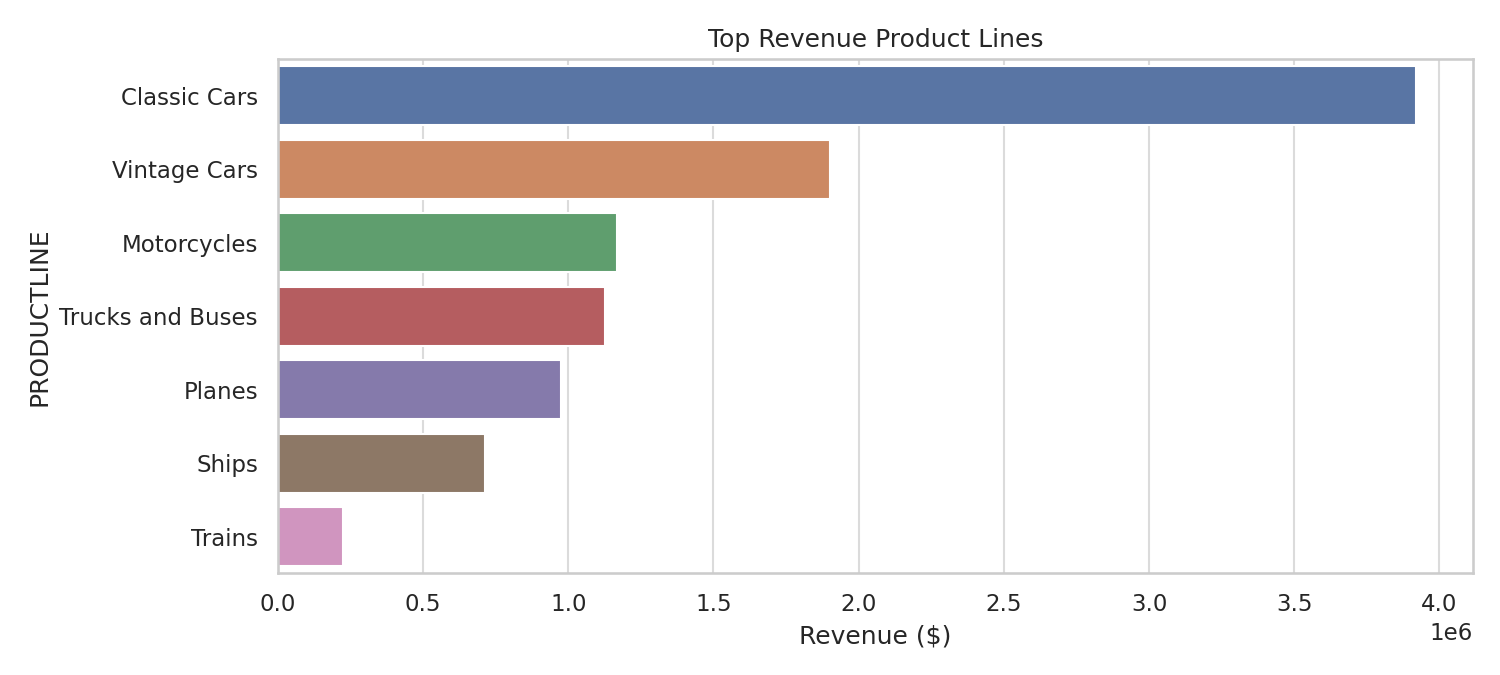 Top Revenue Product Lines
PRODUCTLINE
Classic Cars
Vintage Cars
Motorcycles
Trucks and Buses
Planes
Ships
Trains
0.0 0.5 1.0 1.5 2.0 2.5 3.0 3.5 4.0
1e6
Revenue ($)